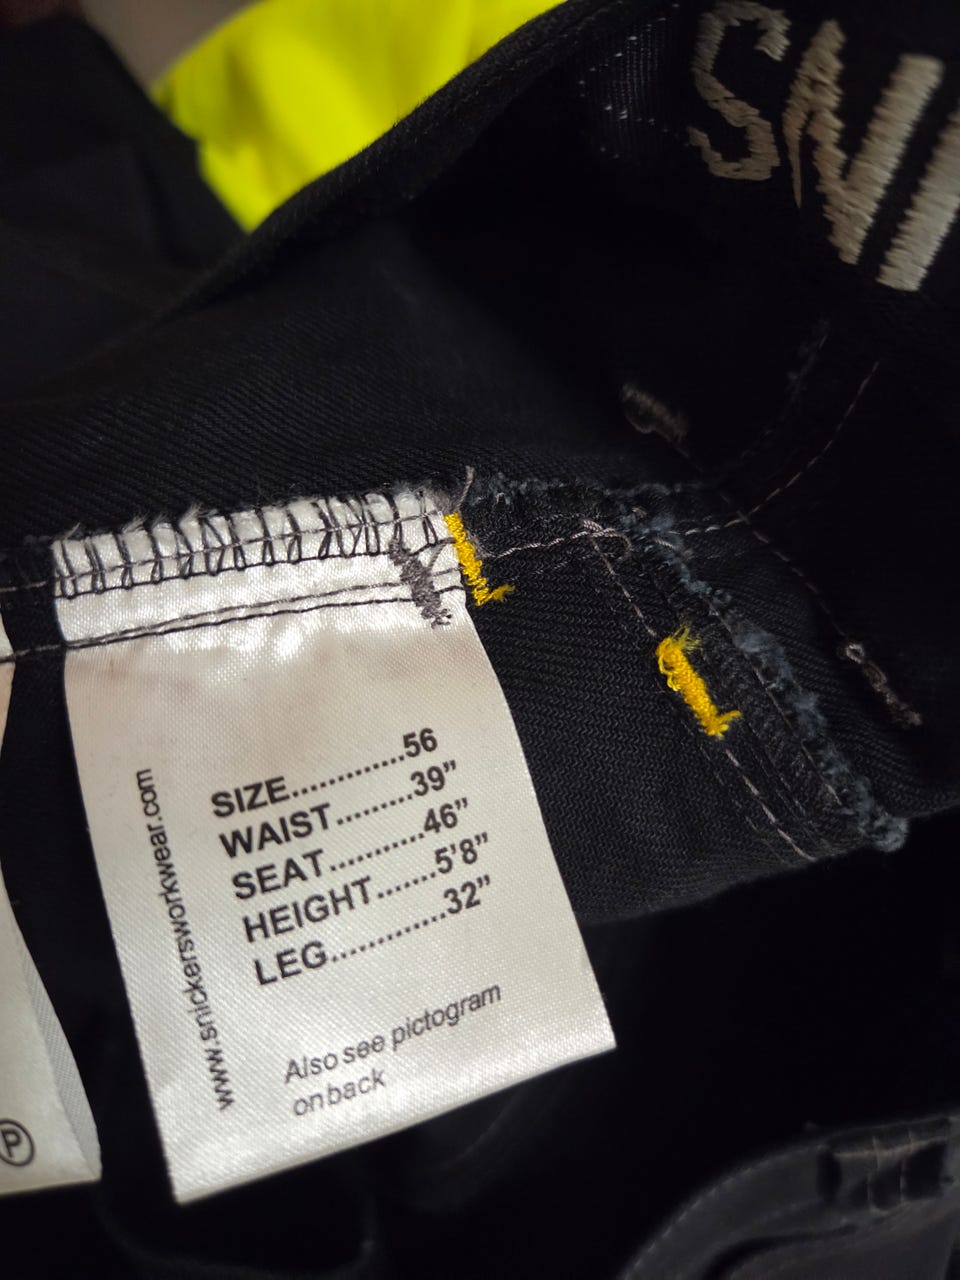 SNI
SIZE.............56
WAIST.........39”
SEAT...........46”
HEIGHT.......5’8”
LEG.............32”
Also see pictogram
on back
www.snickersworkwear.com
P